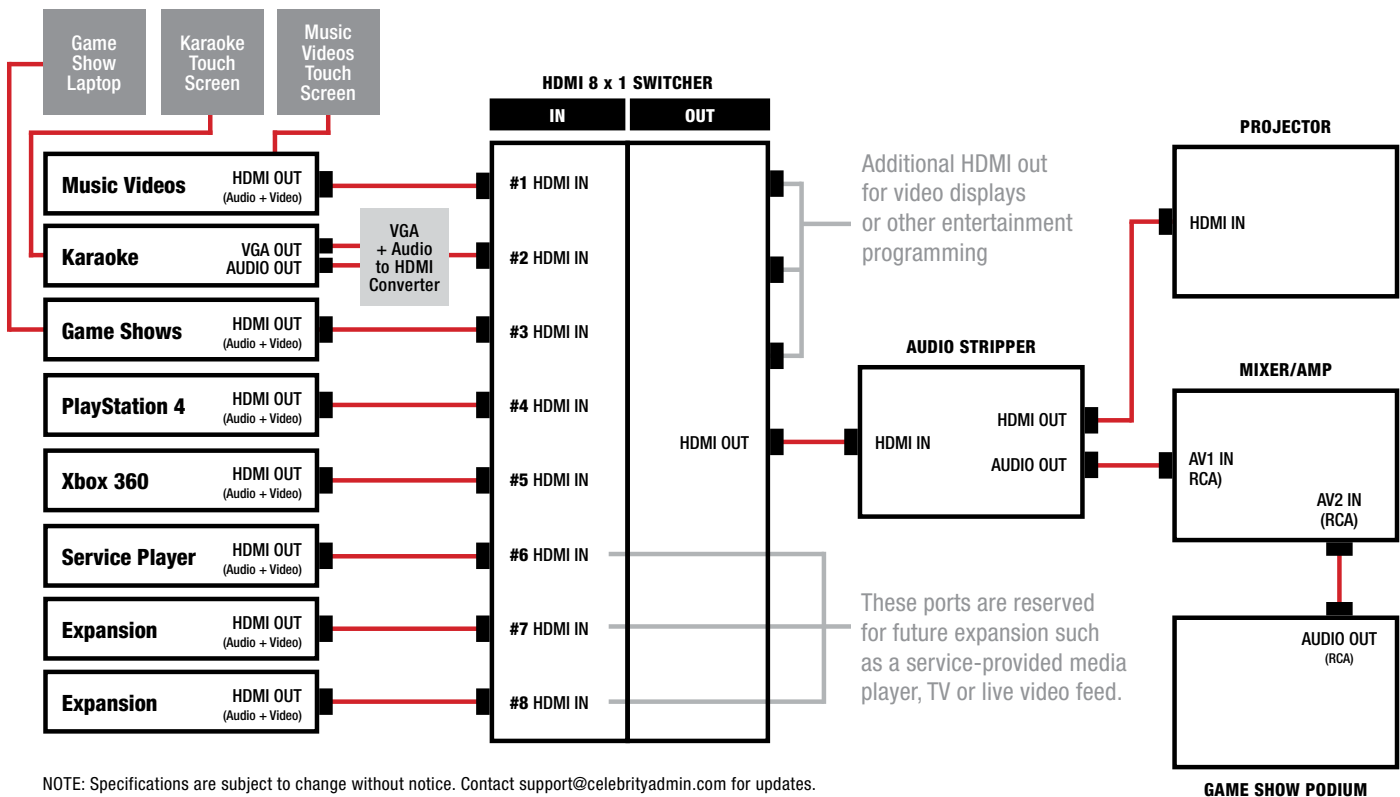 Game
Show
Laptop
Karaoke
Touch
Screen
Music
Videos
Touch
Screen
HDMI 8 x 1 SWITCHER
IN
OUT
Music Videos
HDMI OUT
(Audio + Video)
#1 HDMI IN
Karaoke
VGA OUT
AUDIO OUT
VGA
+ Audio
to HDMI
Converter
#2 HDMI IN
Game Shows
HDMI OUT
(Audio + Video)
#3 HDMI IN
PlayStation 4
HDMI OUT
(Audio + Video)
#4 HDMI IN
Xbox 360
HDMI OUT
(Audio + Video)
#5 HDMI IN
Service Player
HDMI OUT
(Audio + Video)
#6 HDMI IN
Expansion
HDMI OUT
(Audio + Video)
#7 HDMI IN
Expansion
HDMI OUT
(Audio + Video)
#8 HDMI IN
HDMI OUT
Additional HDMI out
for video displays
or other entertainment
programming
AUDIO STRIPPER
HDMI IN
HDMI OUT
AUDIO OUT
These ports are reserved
for future expansion such
as a service-provided media
player, TV or live video feed.
PROJECTOR
HDMI IN
MIXER/AMP
AV1 IN
RCA)
AV2 IN
(RCA)
AUDIO OUT
(RCA)
GAME SHOW PODIUM
NOTE: Specifications are subject to change without notice. Contact support@celebrityadmin.com for updates.